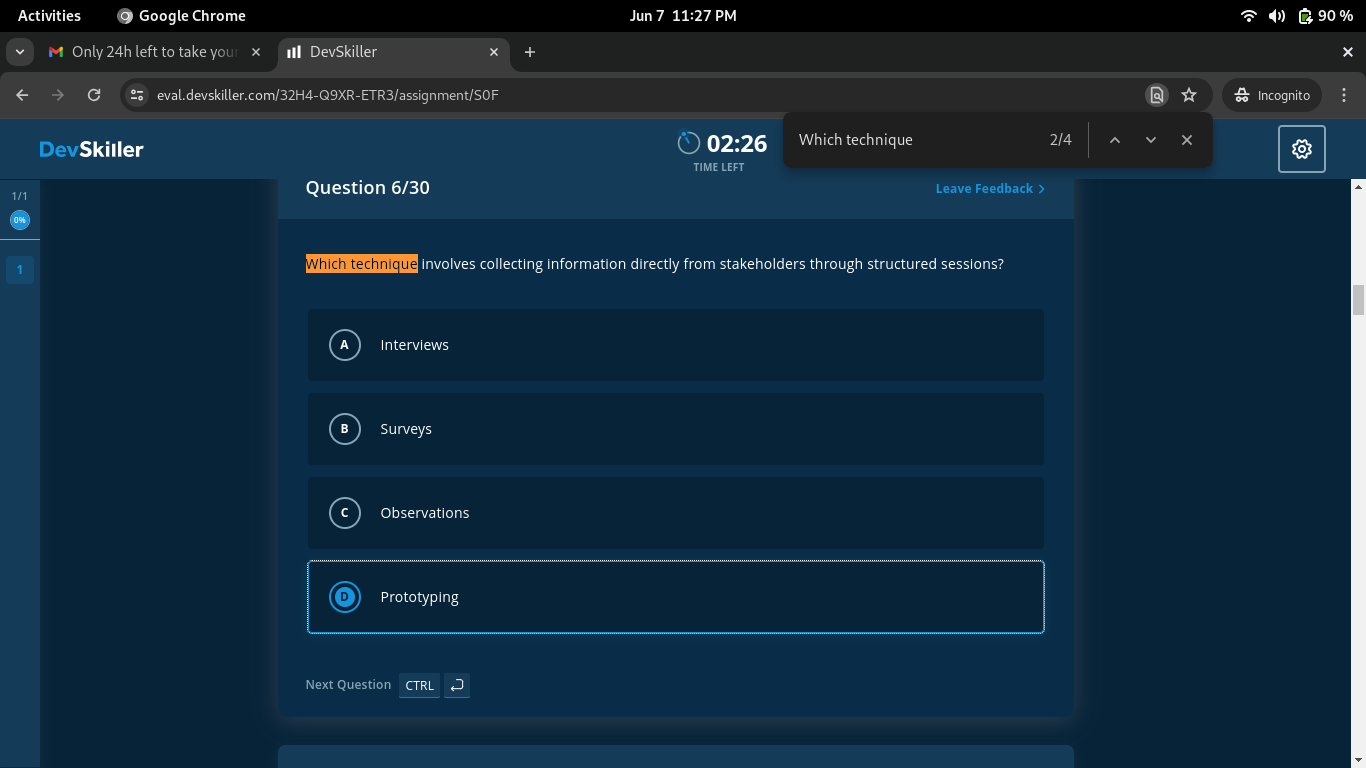 Activities
Google Chrome
Jun 7 11:27 PM
90 %
Only 24h left to take your
DevSkiller
eval.devskiller.com/32H4-Q9XR-ETR3/assignment/S0F
Incognito
Which technique
2/4
DevSkiller
02:26
TIME LEFT
1/1
0%
1
Question 6/30
Leave Feedback
Which technique involves collecting information directly from stakeholders through structured sessions?
A
Interviews
B
Surveys
C
Observations
D
Prototyping
Next Question CTRL